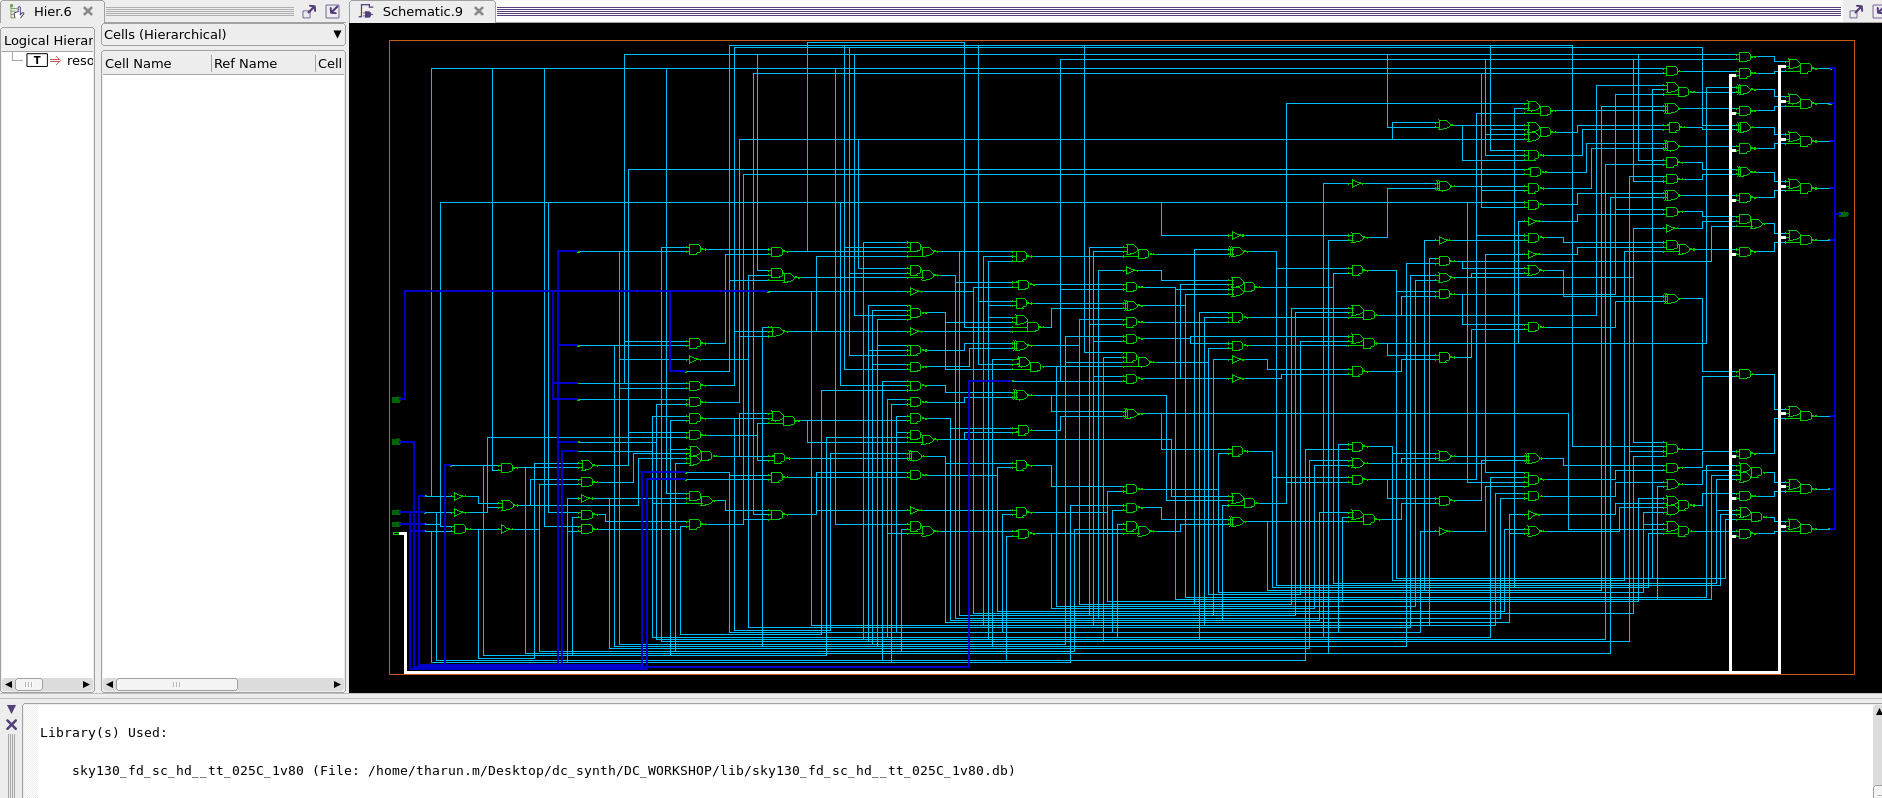 Hier.6
Schematic.9
Logical Hierar
Cells (Hierarchical)
T reso
Cell Name Ref Name Cell
Library(s) Used:
sky130_fd_sc_hd__tt_025C_1v80 (File: /home/tharun.m/Desktop/dc_synth/DC_WORKSHOP/lib/sky130_fd_sc_hd__tt_025C_1v80.db)